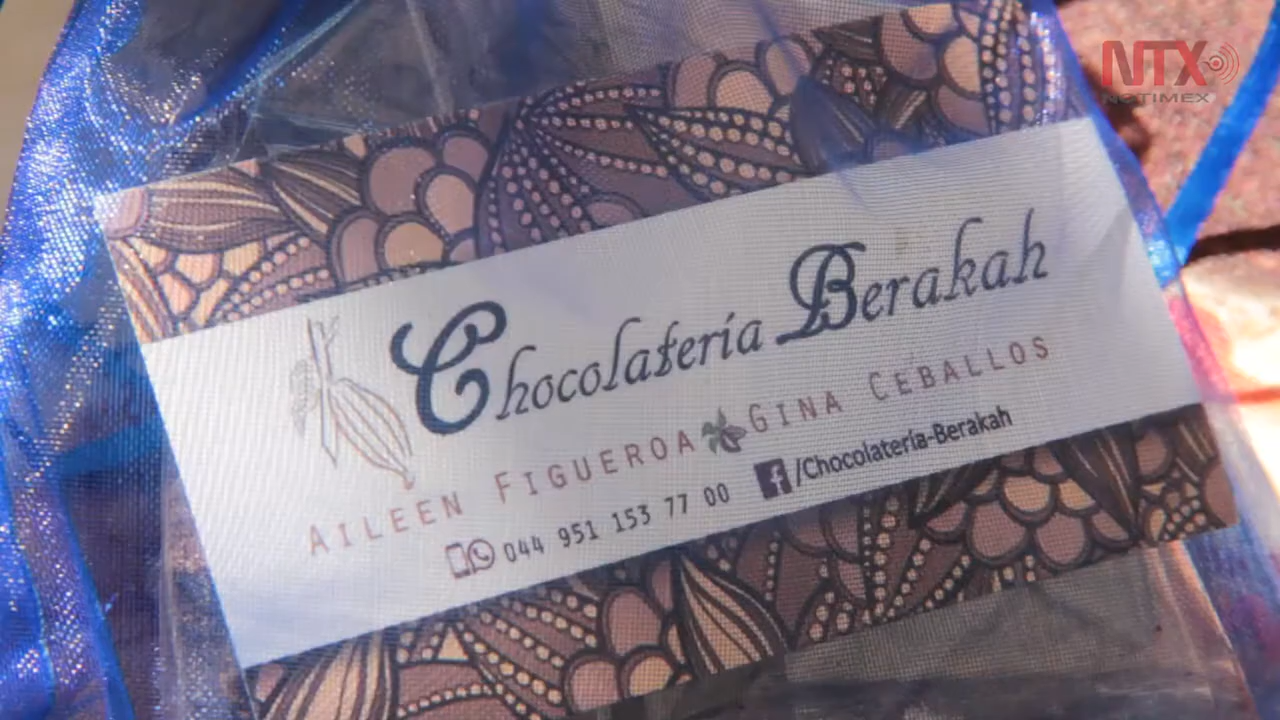 NTX
NOTIMEX
Chocolatería Berakah
Aileen Figueroa Gina Ceballos
044 951 153 77 00 f/Chocolatería-Berakah